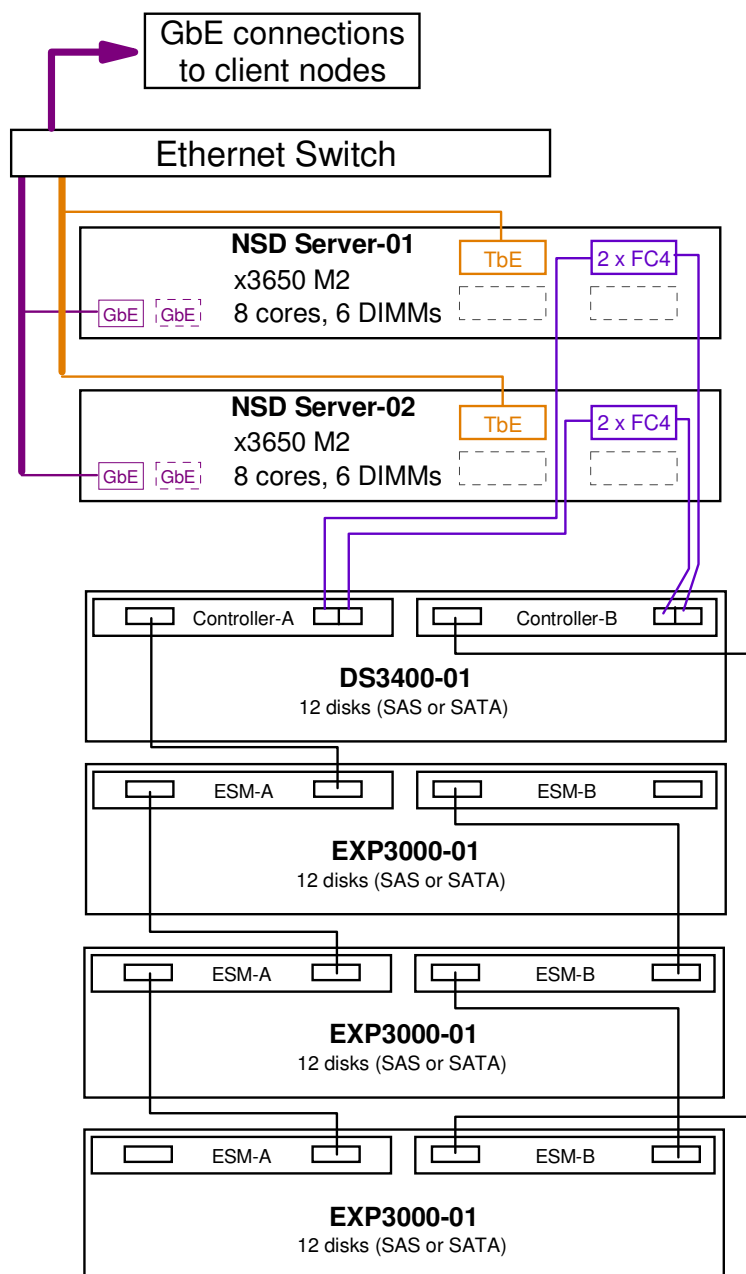 GbE connections
to client nodes
Ethernet Switch
NSD Server-01
x3650 M2
8 cores, 6 DIMMs
GbE
GbE
TbE
2 x FC4
NSD Server-02
x3650 M2
8 cores, 6 DIMMs
GbE
GbE
TbE
2 x FC4
Controller-A
Controller-B
DS3400-01
12 disks (SAS or SATA)
ESM-A
ESM-B
EXP3000-01
12 disks (SAS or SATA)
ESM-A
ESM-B
EXP3000-01
12 disks (SAS or SATA)
ESM-A
ESM-B
EXP3000-01
12 disks (SAS or SATA)